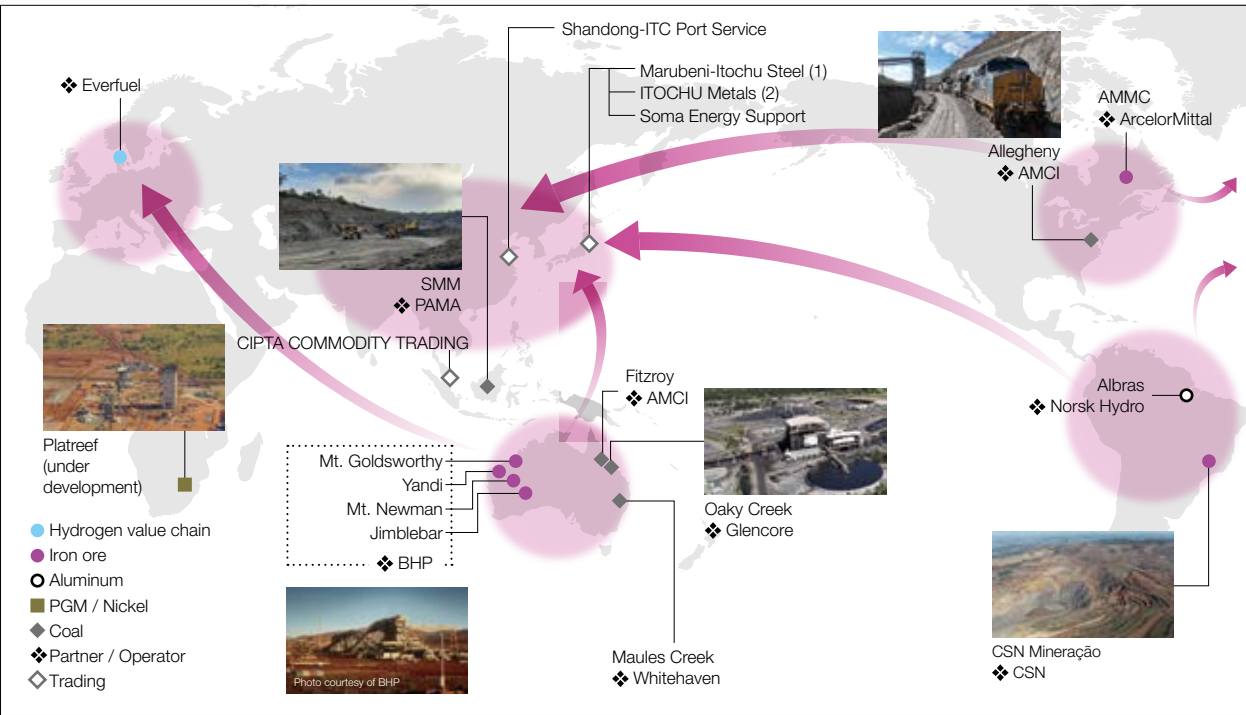 Shandong-ITC Port Service
Marubeni-Itochu Steel (1)
ITOCHU Metals (2)
Soma Energy Support
❖ Everfuel
AMMC
❖ ArcelorMittal
Allegheny
❖ AMCI
SMM
❖ PAMA
CIPTA COMMODITY TRADING
Fitzroy
❖ AMCI
Albras
❖ Norsk Hydro
Platreef
(under
development)
Mt. Goldsworthy
Yandi
Mt. Newman
Jimblebar
❖ BHP
Oaky Creek
❖ Glencore
Hydrogen value chain
Iron ore
Aluminum
PGM / Nickel
Coal
❖ Partner / Operator
Trading
Photo courtesy of BHP
Maules Creek
❖ Whitehaven
CSN Mineração
❖ CSN